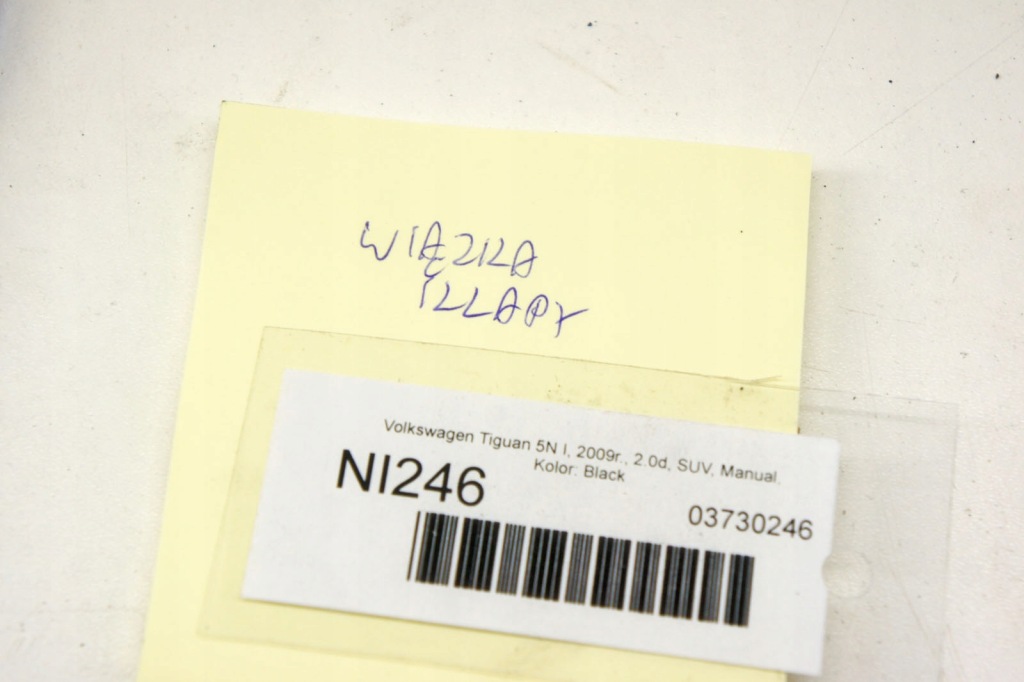 WIĄZKA
KLAPY
Volkswagen Tiguan 5N I, 2009r., 2.0d, SUV, Manual,
Kolor: Black
NI246
03730246